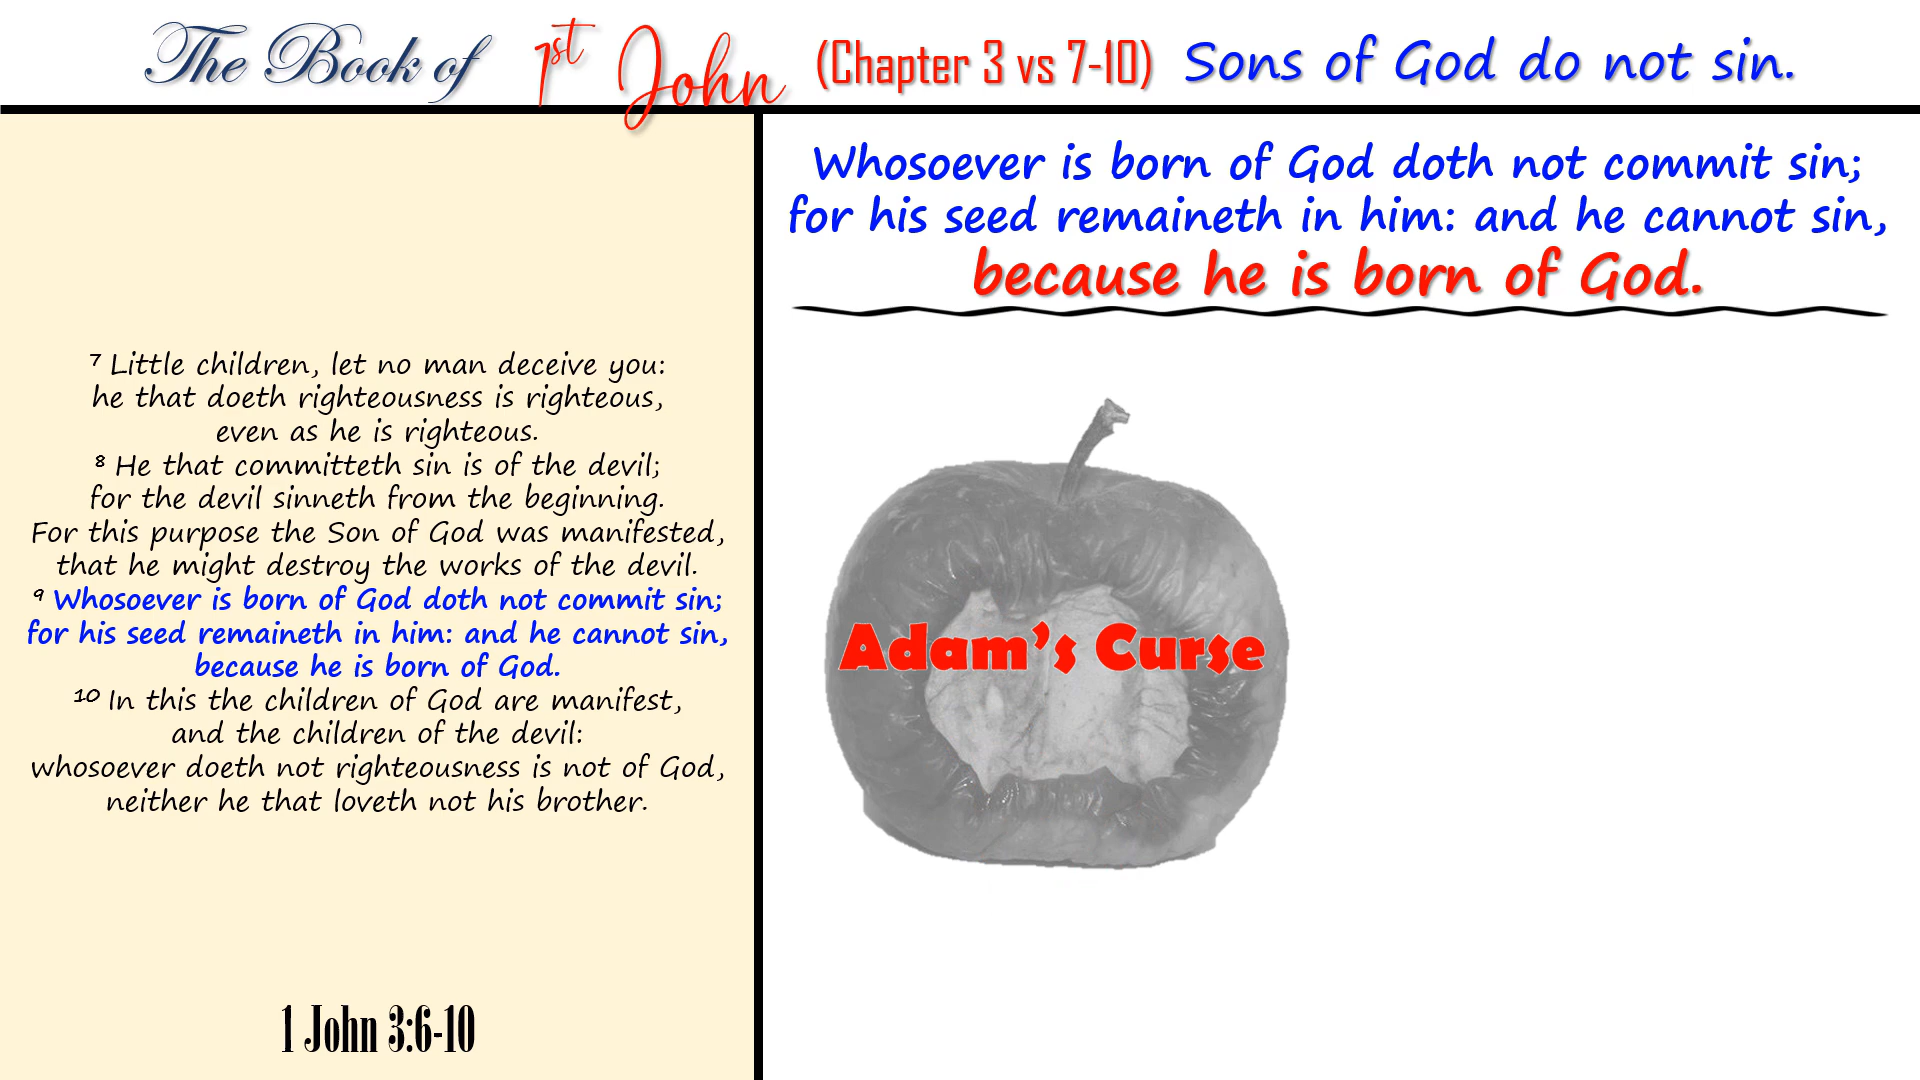 The Book of 1st John (Chapter 3 vs 7-10) Sons of God do not sin.
7 Little children, let no man deceive you:
he that doeth righteousness is righteous,
even as he is righteous.
8 He that committeth sin is of the devil;
for the devil sinneth from the beginning.
For this purpose the Son of God was manifested,
that he might destroy the works of the devil.
9 Whosoever is born of God doth not commit sin;
for his seed remaineth in him: and he cannot sin,
because he is born of God.
10 In this the children of God are manifest,
and the children of the devil:
whosoever doeth not righteousness is not of God,
neither he that loveth not his brother.
1 John 3:6-10
Whosoever is born of God doth not commit sin;
for his seed remaineth in him: and he cannot sin,
because he is born of God.
Adam's Curse